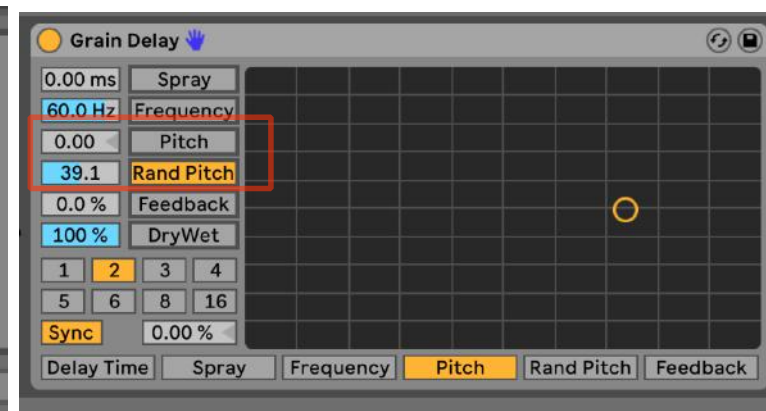 Grain Delay
0.00 ms Spray
60.0 Hz Frequency
0.00 Pitch
39.1 Rand Pitch
0.0 % Feedback
100 % DryWet
1 2 3 4
5 6 8 16
Sync 0.00 %
Delay Time Spray Frequency Pitch Rand Pitch Feedback